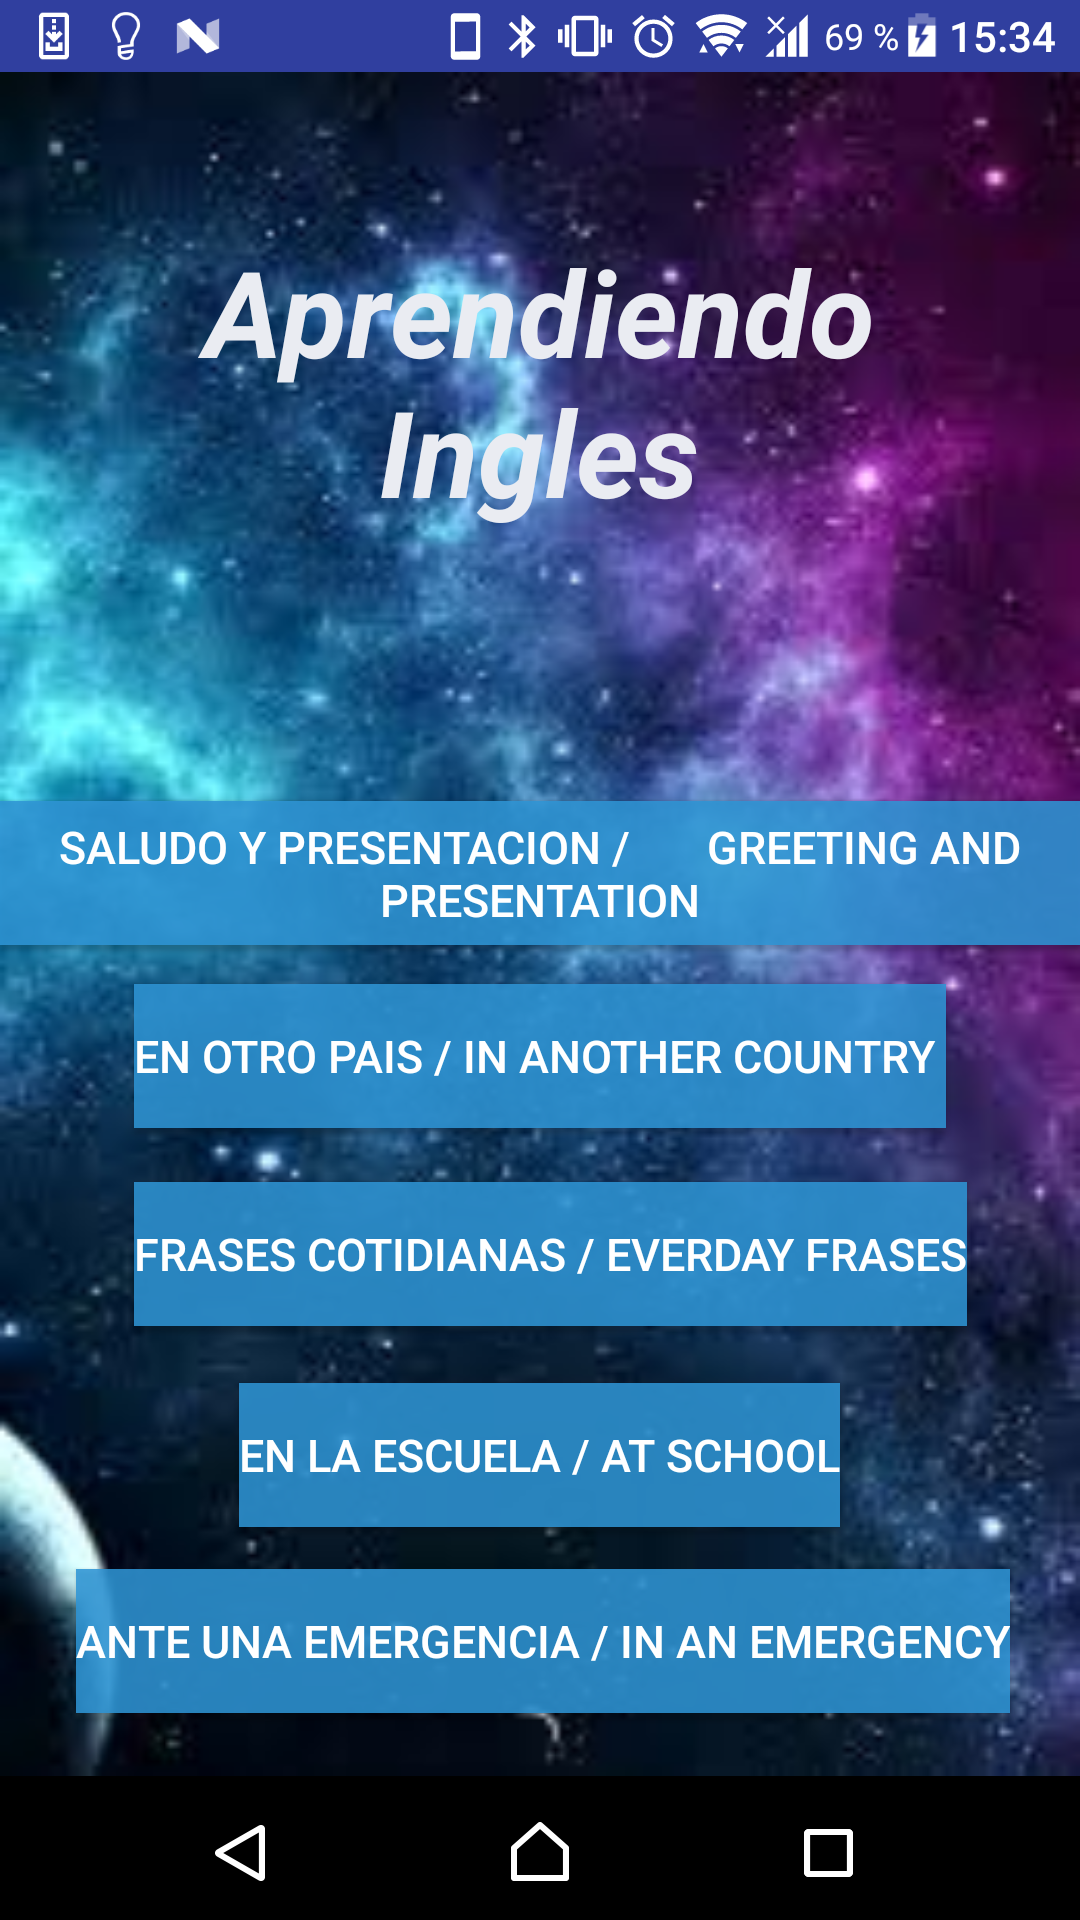 69 % 15:34
Aprendiendo
Ingles
SALUDO Y PRESENTACION / GREETING AND
PRESENTATION
EN OTRO PAIS / IN ANOTHER COUNTRY
FRASES COTIDIANAS / EVERDAY FRASES
EN LA ESCUELA / AT SCHOOL
ANTE UNA EMERGENCIA / IN AN EMERGENCY